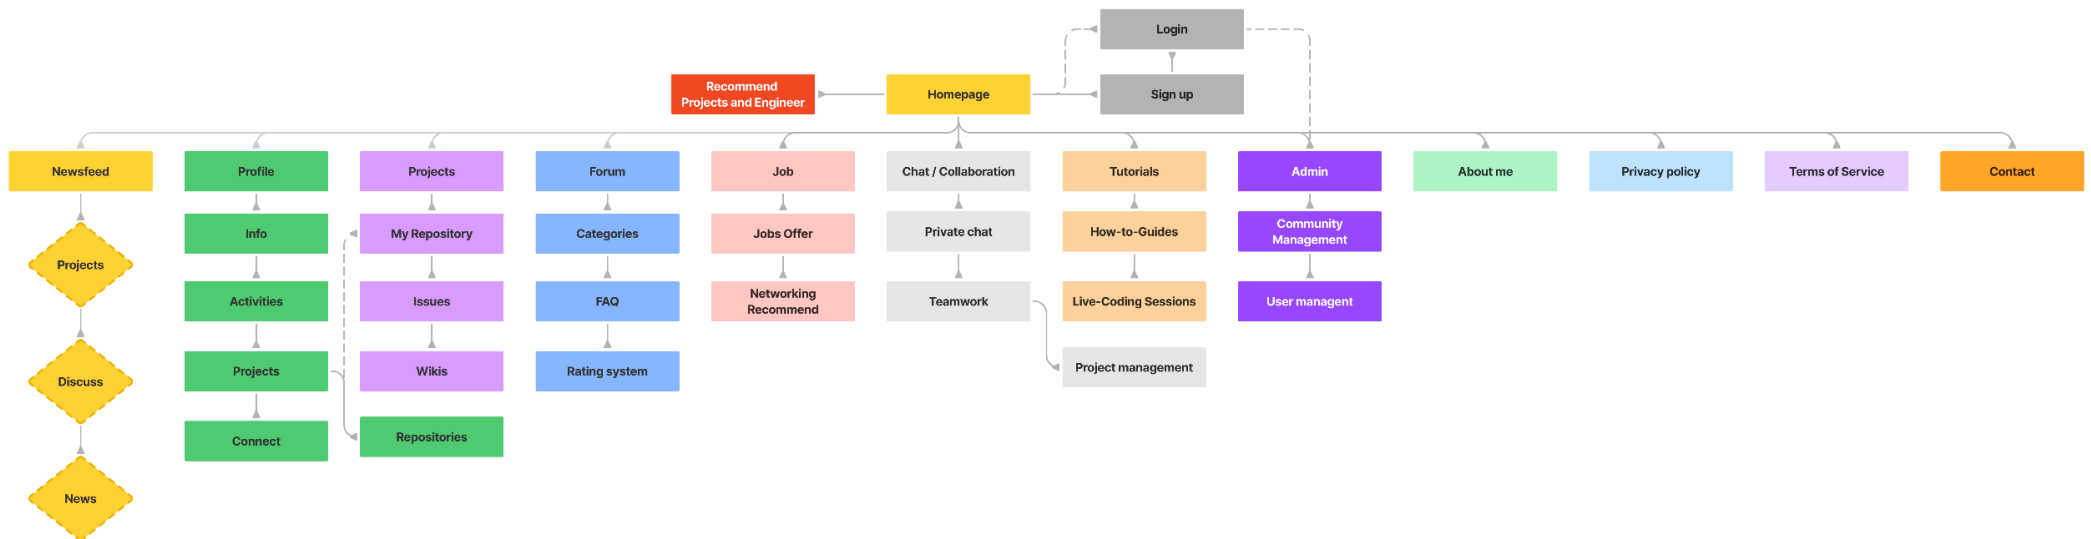 Login
Recommend
Projects and Engineer
Homepage
Sign up
Newsfeed
Profile
Projects
Forum
Job
Chat / Collaboration
Tutorials
Admin
About me
Privacy policy
Terms of Service
Contact
Projects
Discuss
News
Info
Activities
Projects
Connect
My Repository
Issues
Wikis
Repositories
Categories
FAQ
Rating system
Jobs Offer
Networking
Recommend
Private chat
Teamwork
How-to-Guides
Live-Coding Sessions
Project management
Community
Management
User managent